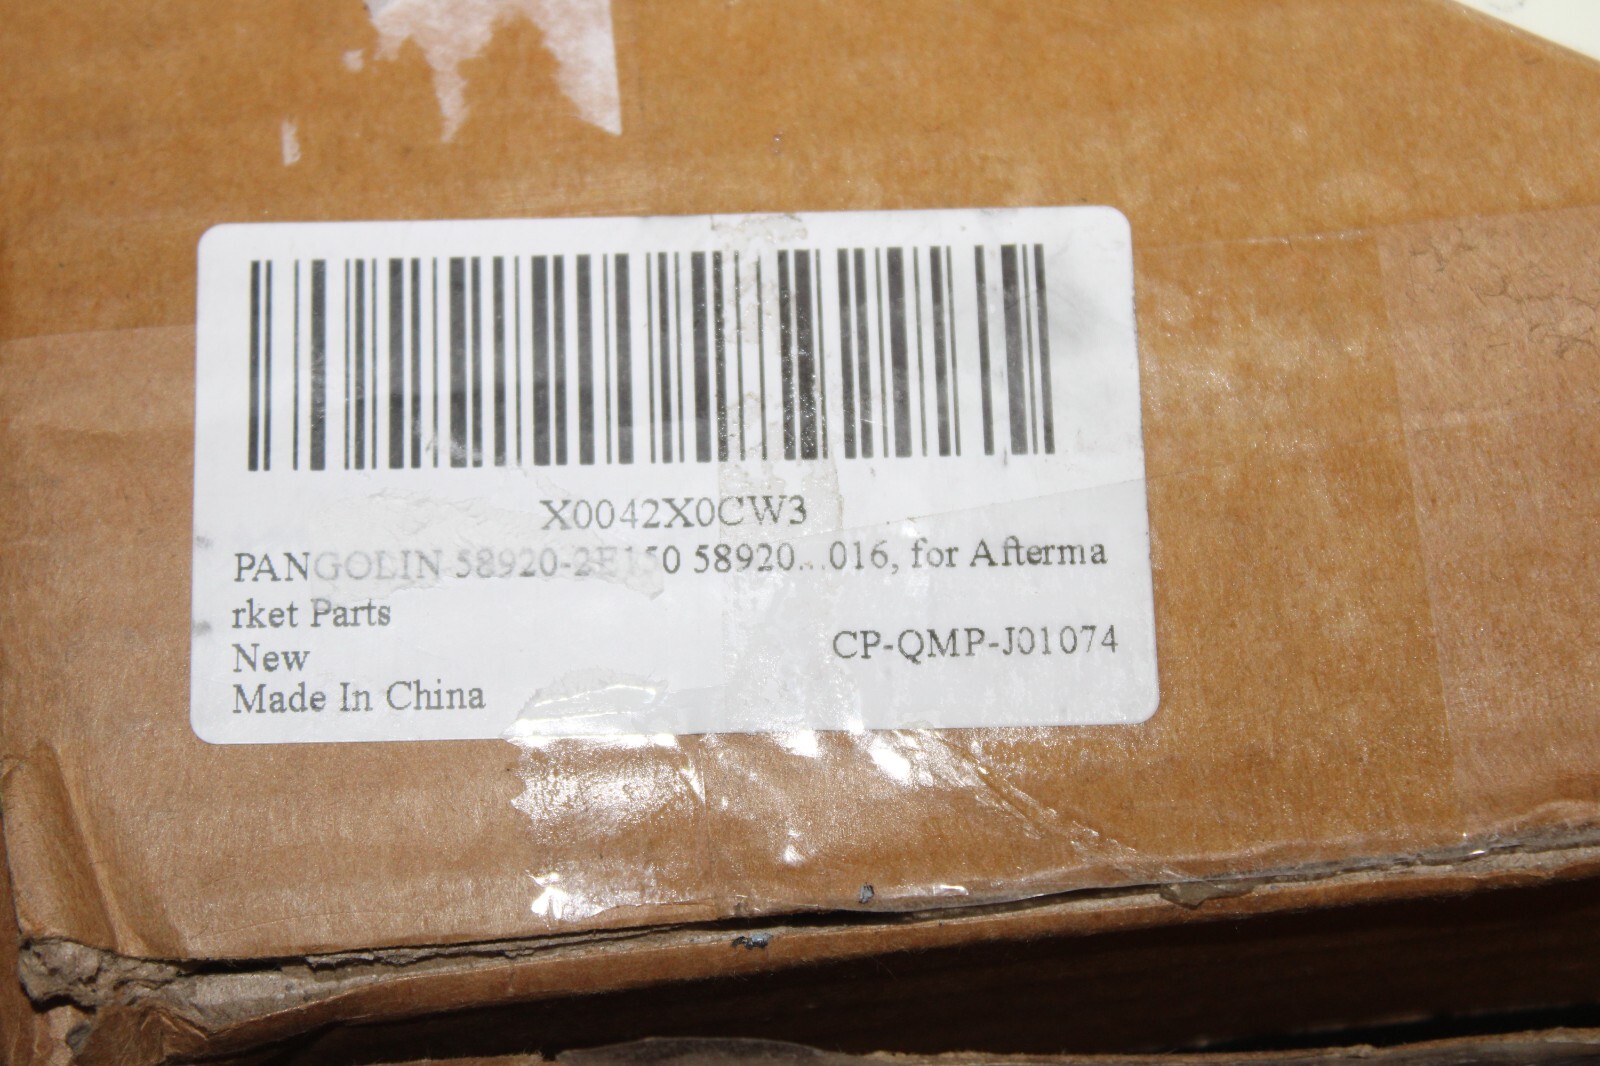 X0042X0CW3
PANGOLIN 58920-2E150 58920...016, for Afterma
rket Parts
New
CP-QMP-J01074
Made In China